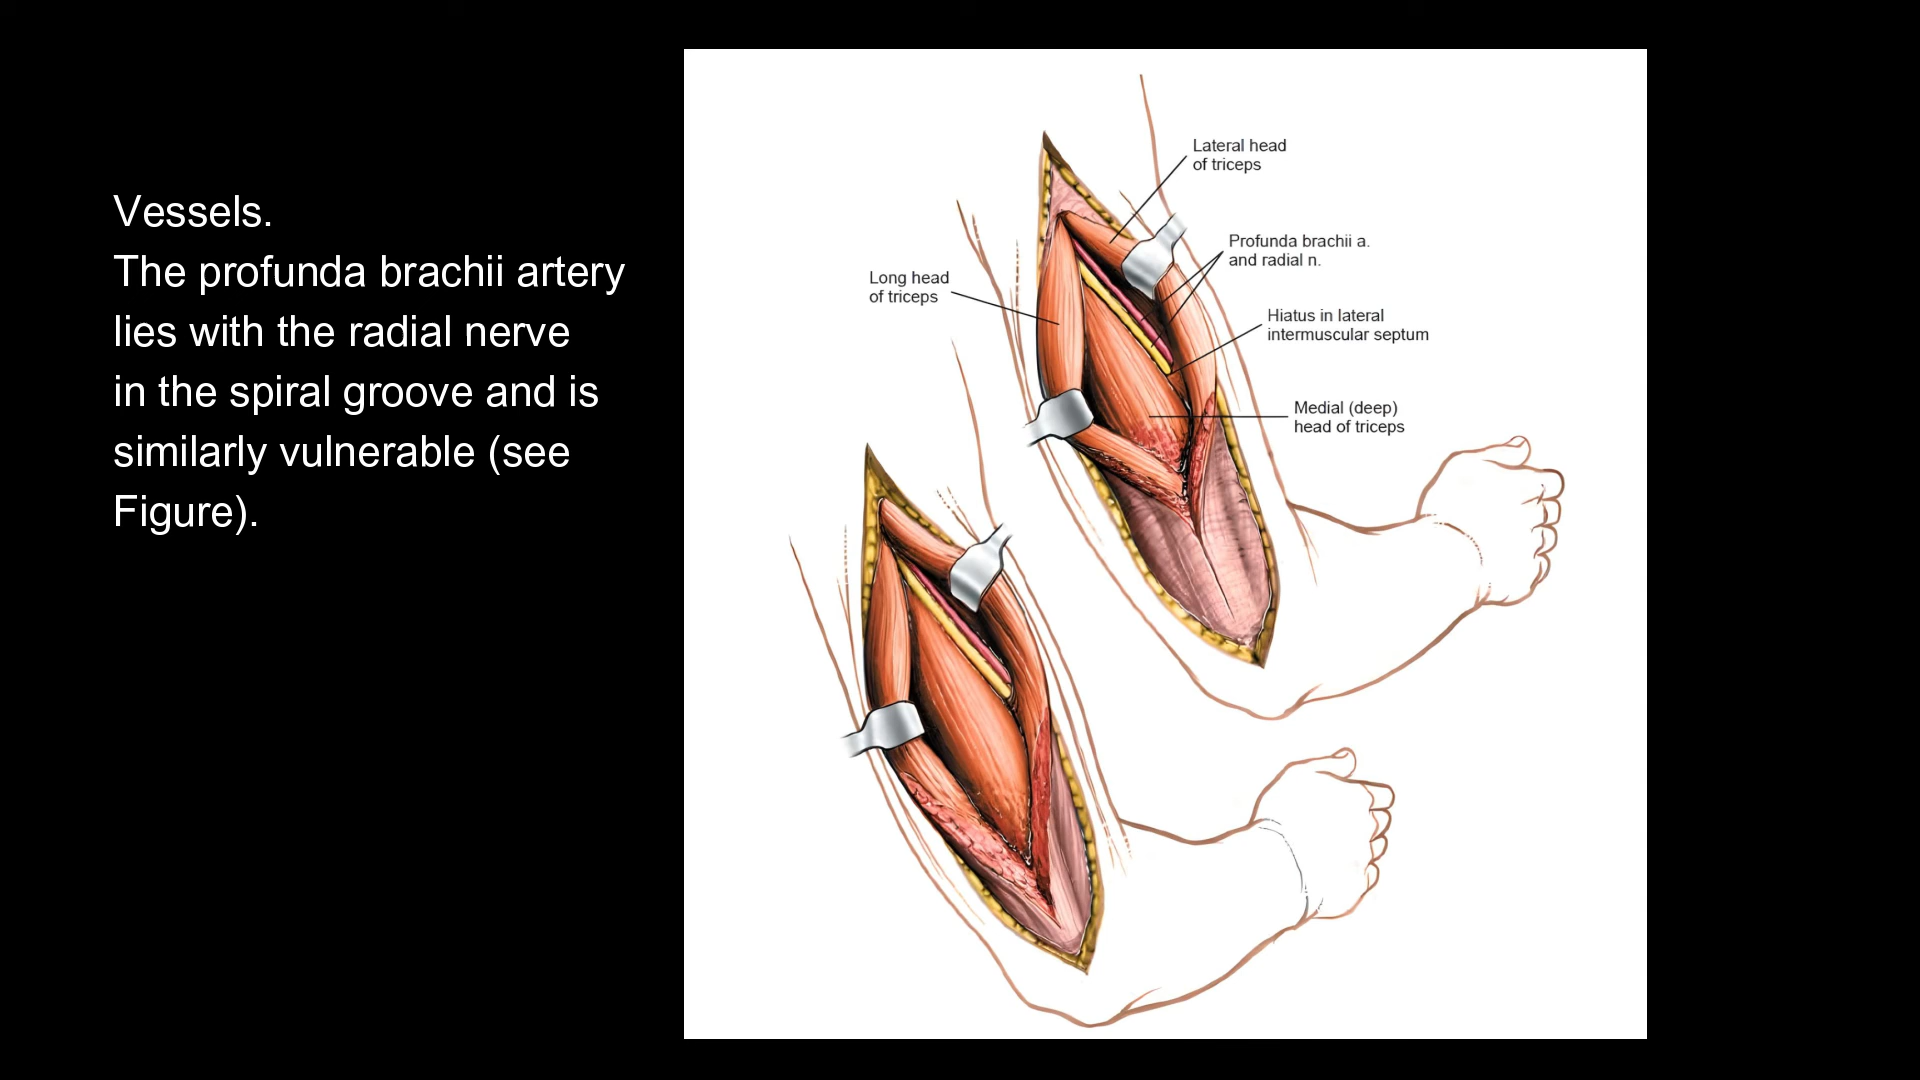 Vessels.
The profunda brachii artery
lies with the radial nerve
in the spiral groove and is
similarly vulnerable (see
Figure).
Lateral head
of triceps
Profunda brachii a.
and radial n.
Long head
of triceps
Hiatus in lateral
intermuscular septum
Medial (deep)
head of triceps